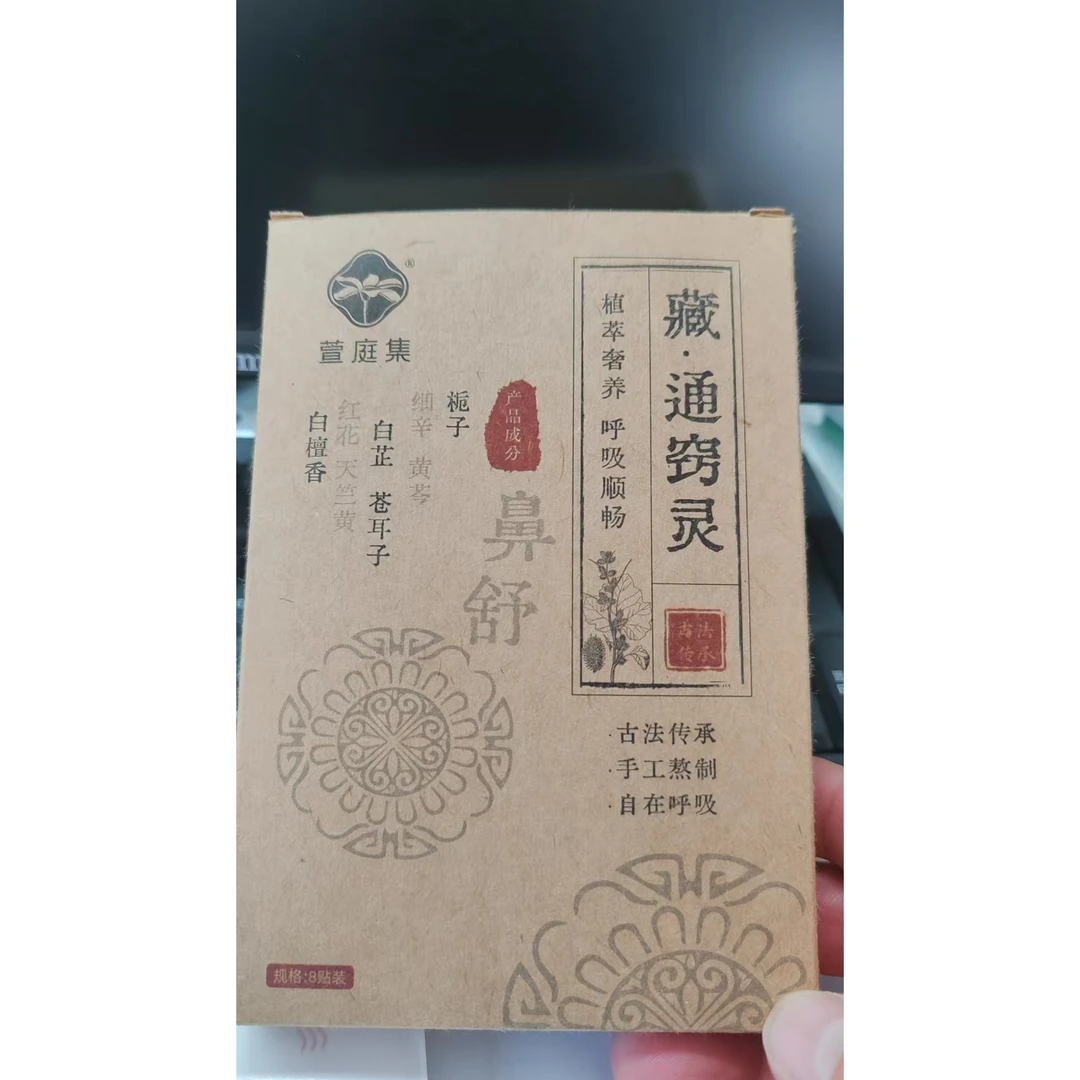 萱庭集
®
藏·通窍灵
植萃奢养 呼吸顺畅
古法
传承
产品成分
栀子
细辛 黄芩
白芷 苍耳子
红花 天竺黄
白檀香
鼻舒
·古法传承
·手工熬制
·自在呼吸
规格:8贴装